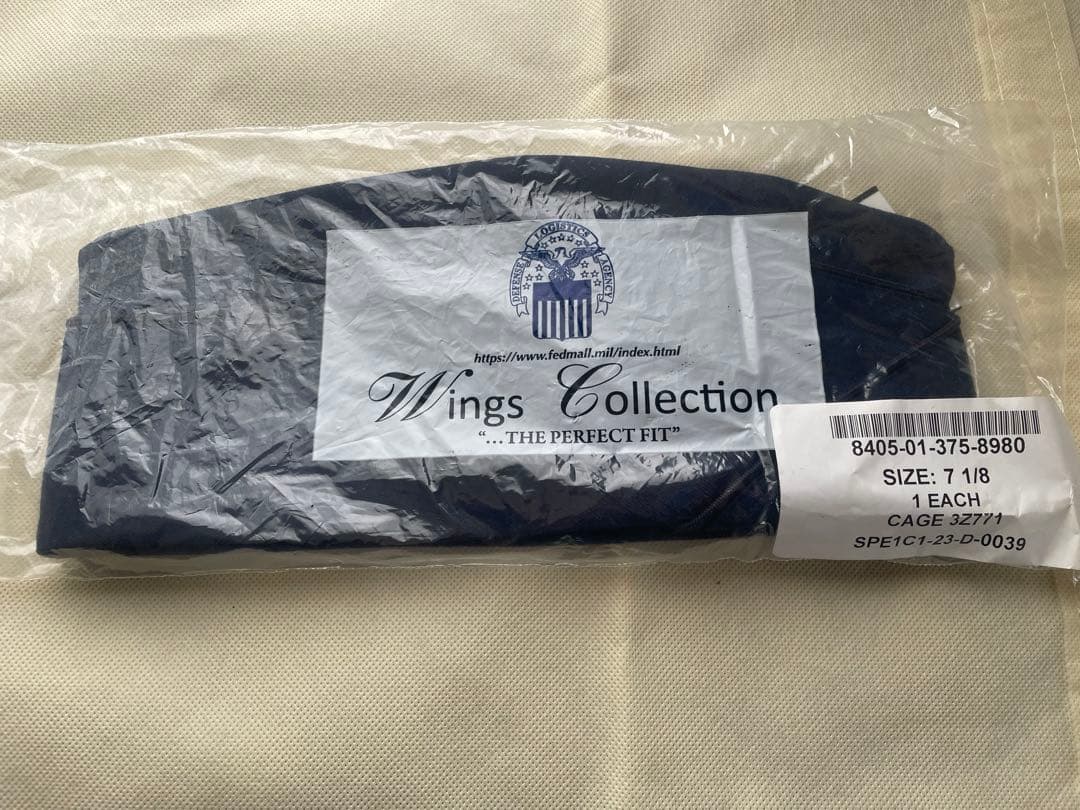 DEFENSE LOGISTICS AGENCY
https://www.fedmall.mil/index.html
Wings Collection
“...THE PERFECT FIT”
8405-01-375-8980
SIZE: 7 1/8
1 EACH
CAGE 3Z771
SPE1C1-23-D-0039